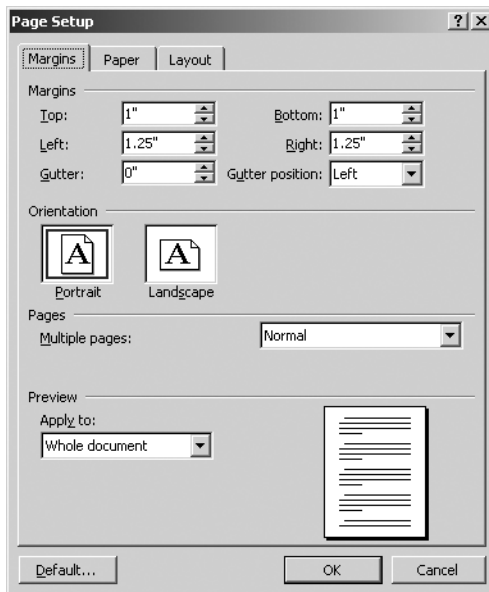 Page Setup ? X
Margins Paper Layout
Margins
Top: 1" Bottom: 1"
Left: 1.25" Right: 1.25"
Gutter: 0" Gutter position: Left
Orientation
A A
Portrait Landscape
Pages
Multiple pages: Normal
Preview
Apply to:
Whole document
Default... OK Cancel